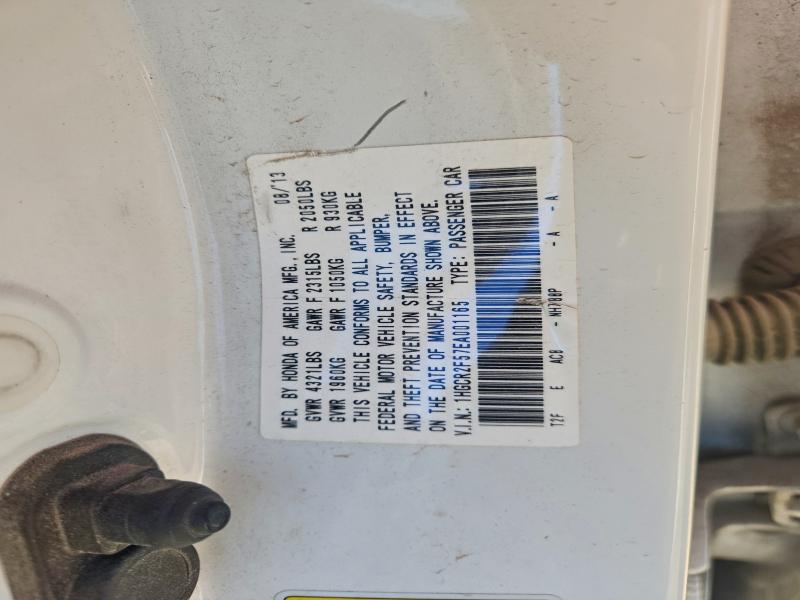 MFD. BY HONDA OF AMERICA MFG., INC. 08/'13
GVWR 4321LBS GAWR F 2315LBS R 2050LBS
GVWR 1960KG GAWR F 1050KG R 930KG
THIS VEHICLE CONFORMS TO ALL APPLICABLE
FEDERAL MOTOR VEHICLE SAFETY, BUMPER,
AND THEFT PREVENTION STANDARDS IN EFFECT
ON THE DATE OF MANUFACTURE SHOWN ABOVE.
V.I.N.: 1HGCR2F57EA001165 TYPE: PASSENGER CAR
T2F E AC8 - NH788P - A - A